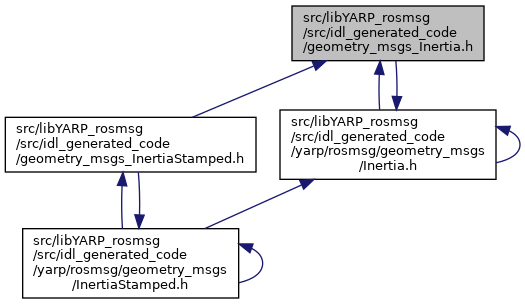 src/libYARP_rosmsg
/src/idl_generated_code
/geometry_msgs_Inertia.h
src/libYARP_rosmsg
/src/idl_generated_code
/geometry_msgs_InertiaStamped.h
src/libYARP_rosmsg
/src/idl_generated_code
/yarp/rosmsg/geometry_msgs
/Inertia.h
src/libYARP_rosmsg
/src/idl_generated_code
/yarp/rosmsg/geometry_msgs
/InertiaStamped.h